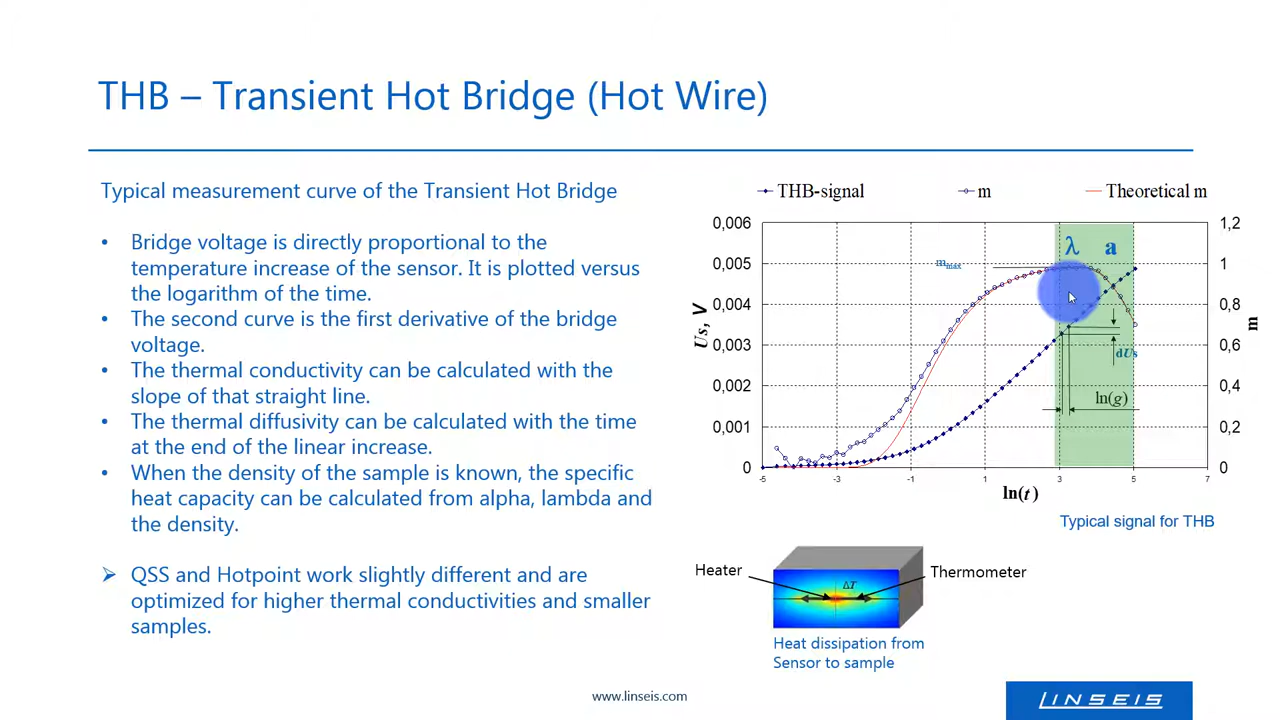 THB – Transient Hot Bridge (Hot Wire)
Typical measurement curve of the Transient Hot Bridge
• Bridge voltage is directly proportional to the
temperature increase of the sensor. It is plotted versus
the logarithm of the time.
• The second curve is the first derivative of the bridge
voltage.
• The thermal conductivity can be calculated with the
slope of that straight line.
• The thermal diffusivity can be calculated with the time
at the end of the linear increase.
• When the density of the sample is known, the specific
heat capacity can be calculated from alpha, lambda and
the density.
➢ QSS and Hotpoint work slightly different and are
optimized for higher thermal conductivities and smaller
samples.
THB-signal m Theoretical m
0,006 1,2
λ a
m max
0,005 1
0,004 0,8
Us, V m
0,003 0,6
dUs
0,002 0,4
ln(g)
0,001 0,2
0 0
-5 -3 -1 1 3 5 7
ln(t)
Typical signal for THB
Heater
Thermometer
ΔT
Heat dissipation from
Sensor to sample
www.linseis.com
LINSEIS